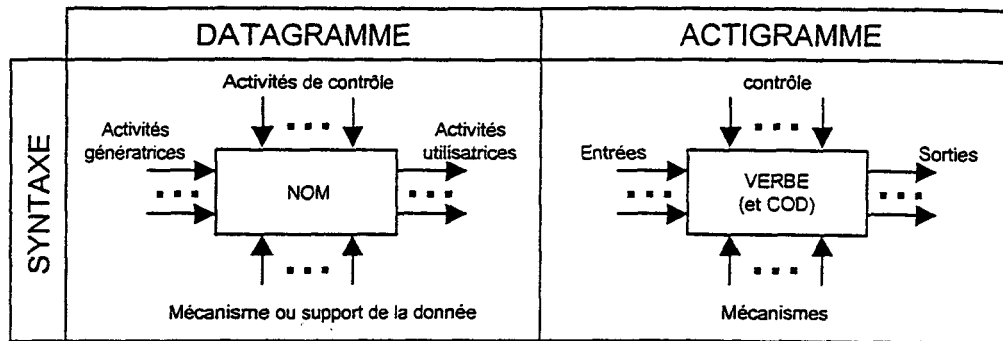 DATAGRAMME
ACTIGRAMME
SYNTAXE
Activités de contrôle
Activités
génératrices
Activités
utilisatrices
NOM
Mécanisme ou support de la donnée
contrôle
Entrées
Sorties
VERBE
(et COD)
Mécanismes